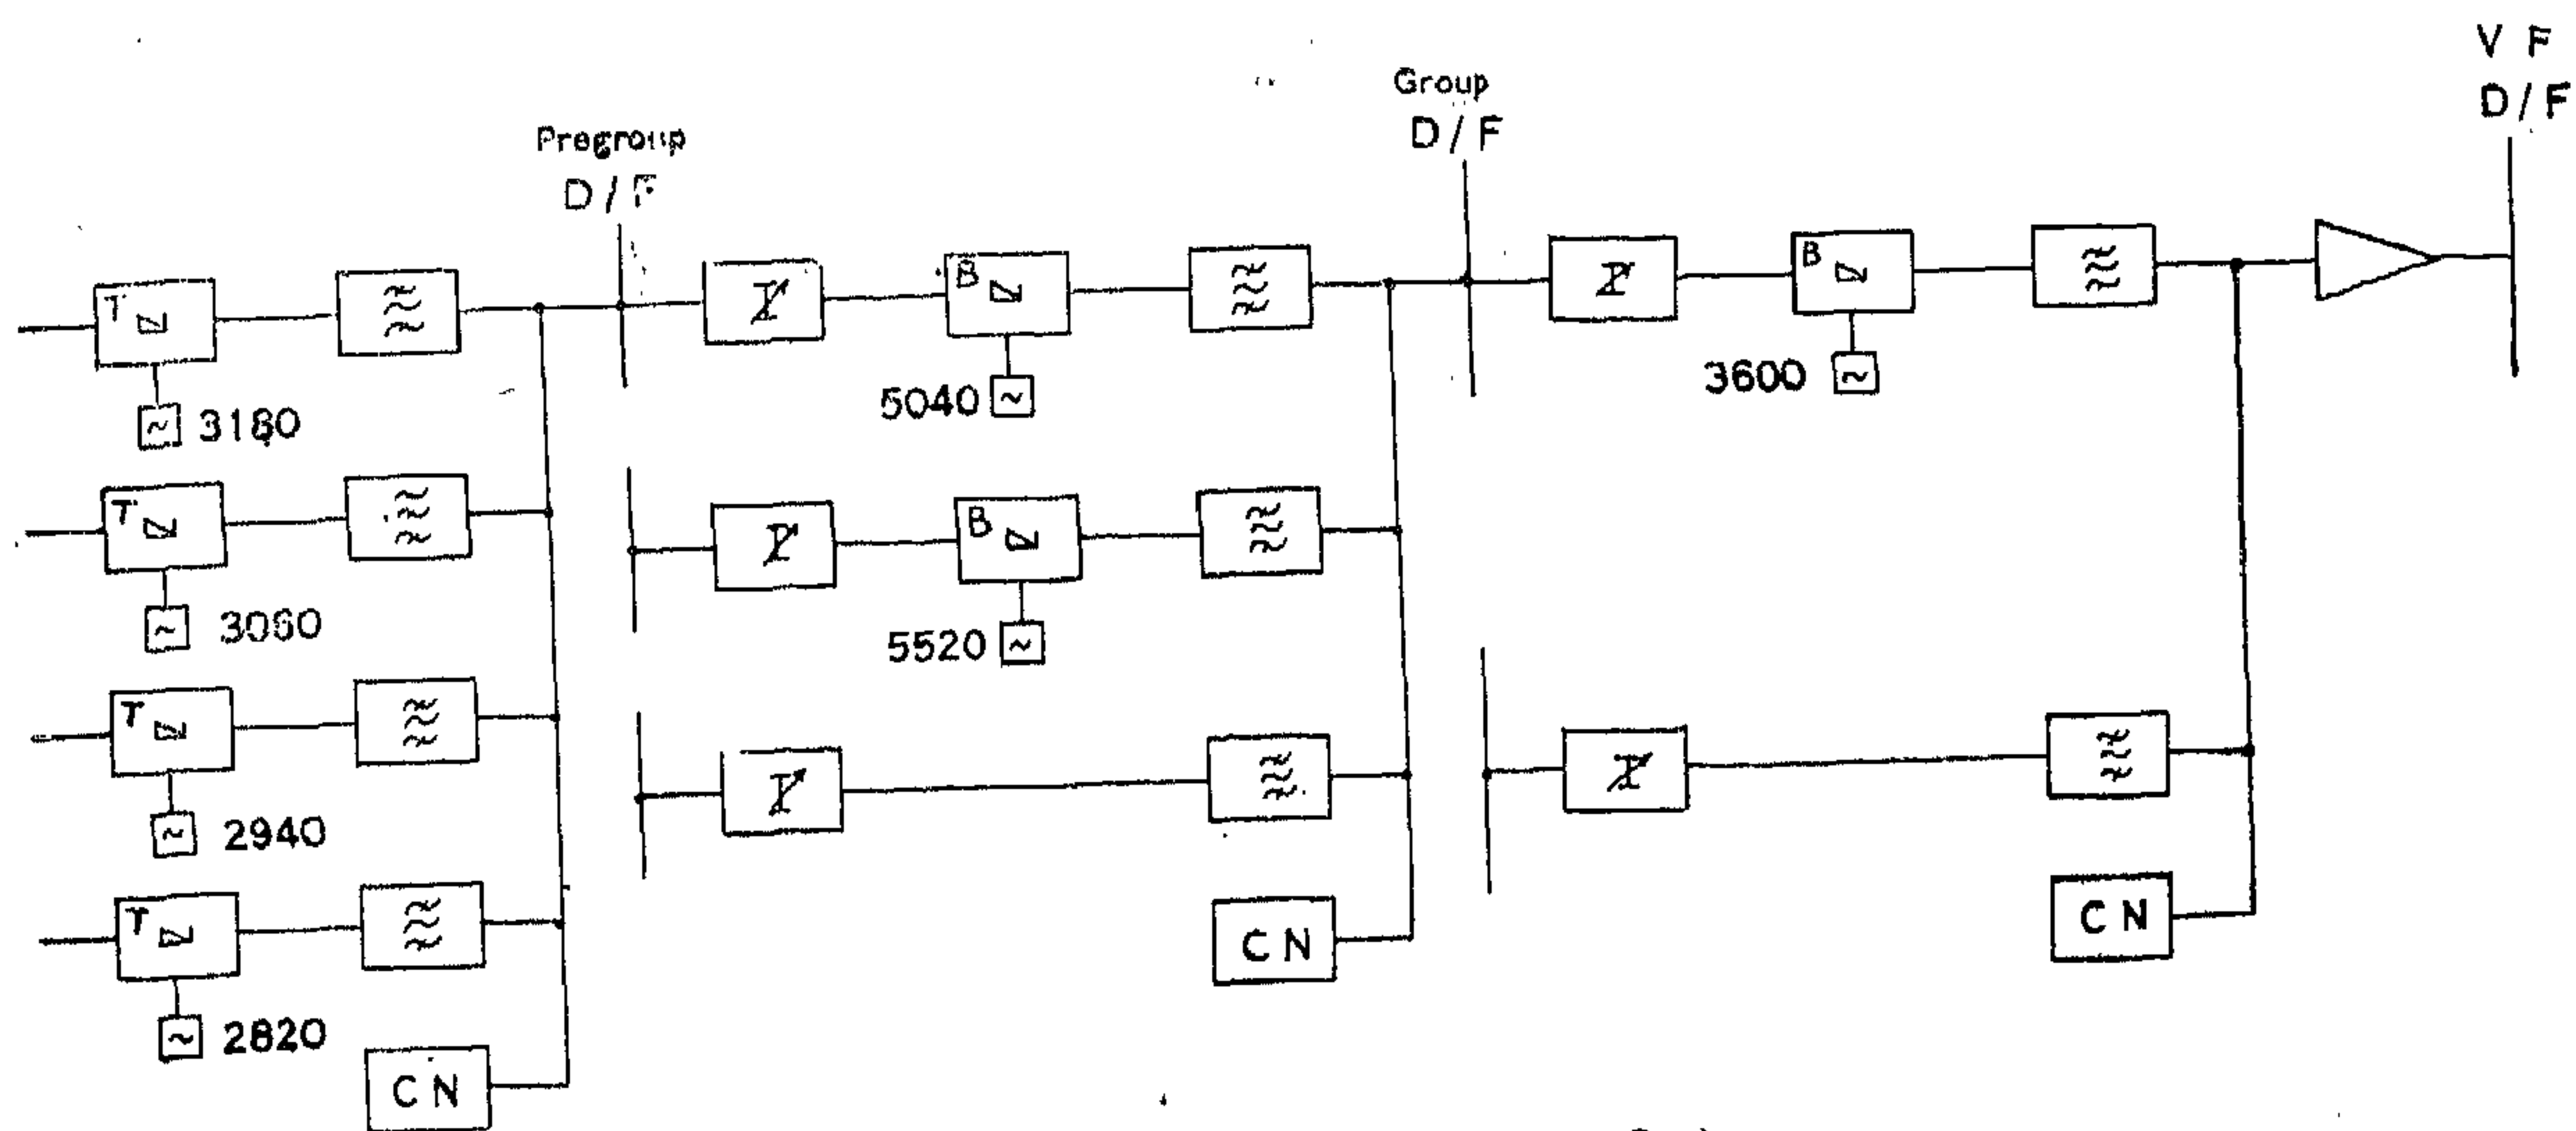 V F
D/F
Group
D/F
Pregroup
D/F
T
B
B
3180
5040
3600
T
B
3060
5520
T
2940
T
2820
C N
C N
C N